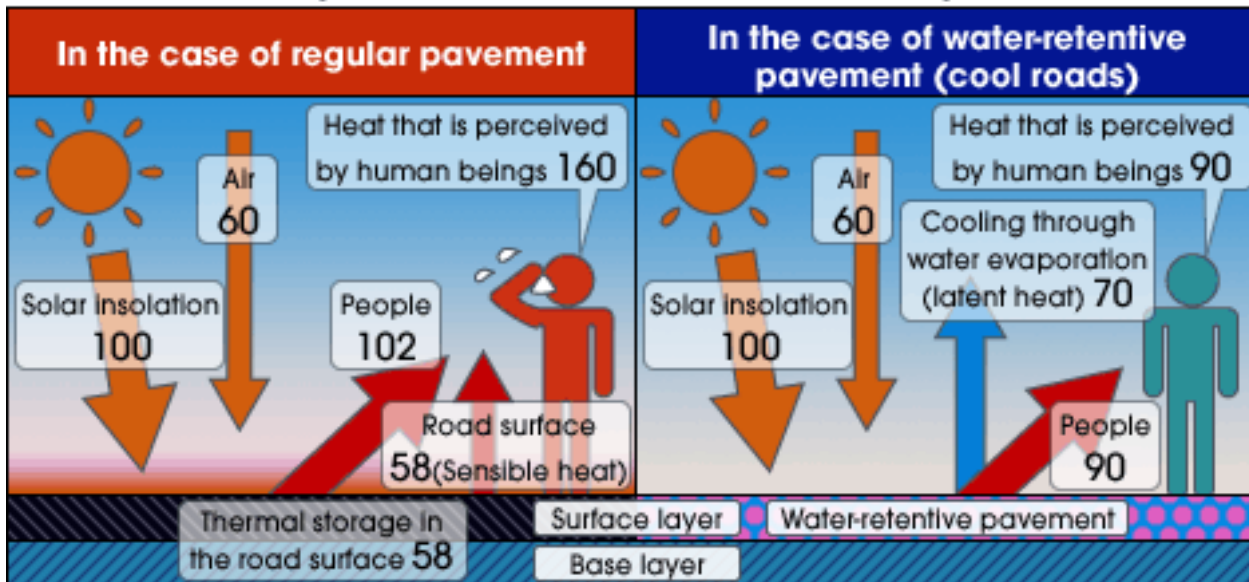 In the case of regular pavement
Heat that is perceived
by human beings 160
Air
60
Solar insolation
100
People
102
Road surface
58(Sensible heat)
Thermal storage in
the road surface 58
In the case of water-retentive
pavement (cool roads)
Heat that is perceived
by human beings 90
Air
60
Cooling through
water evaporation
(latent heat) 70
Solar insolation
100
People
90
Surface layer
Water-retentive pavement
Base layer